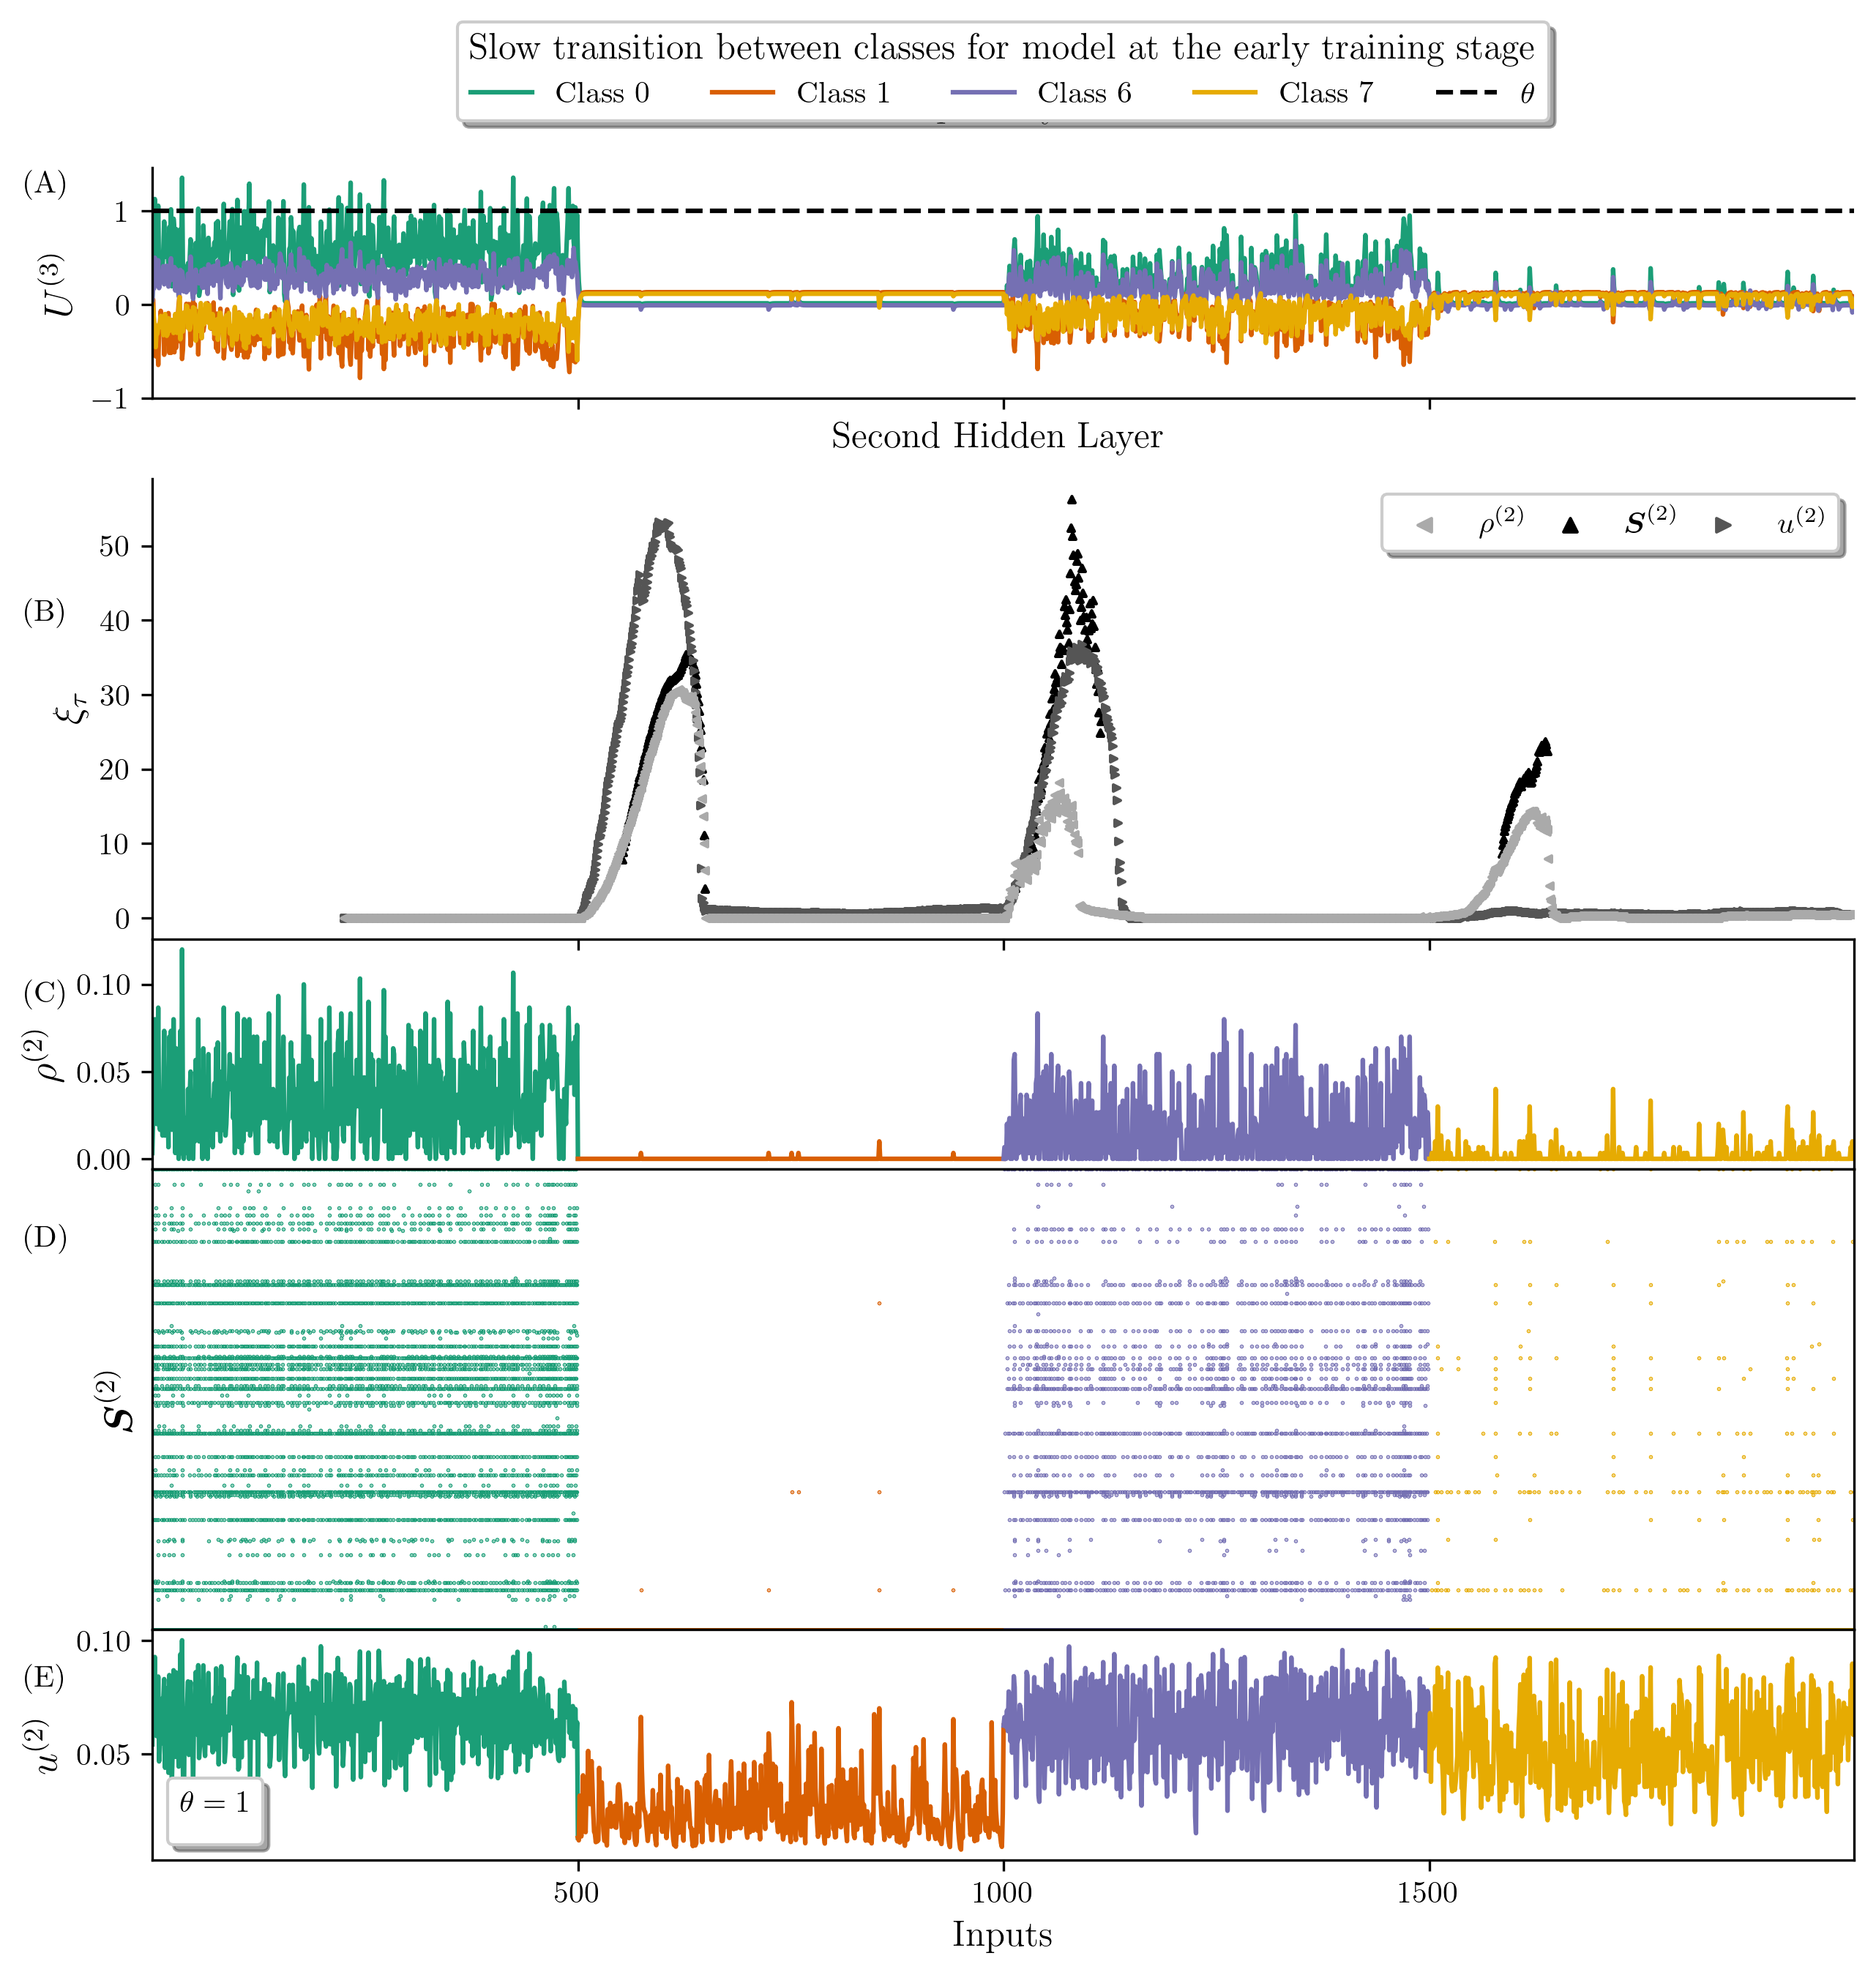 Slow transition between classes for model at the early training stage
Class 0 Class 1 Class 6 Class 7 θ
(A)
1
0
−1
U⁽³⁾
Second Hidden Layer
(B)
ρ⁽²⁾ S⁽²⁾ u⁽²⁾
50
40
30
20
10
0
ξτ
(C)
0.10
0.05
0.00
ρ⁽²⁾
(D)
S⁽²⁾
(E)
0.10
0.05
u⁽²⁾
θ = 1
500 1000 1500
Inputs